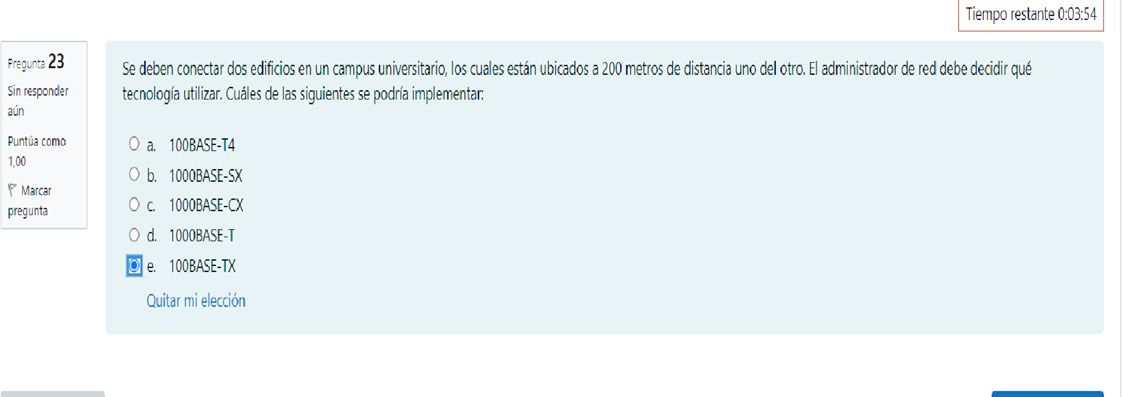 Tiempo restante 0:03:54
Pregunta 23
Sin responder
aún
Puntúa como
1,00
Marcar
pregunta
Se deben conectar dos edificios en un campus universitario, los cuales están ubicados a 200 metros de distancia uno del otro. El administrador de red debe decidir qué
tecnología utilizar. Cuáles de las siguientes se podría implementar:
a. 100BASE-T4
b. 1000BASE-SX
c. 1000BASE-CX
d. 1000BASE-T
e. 100BASE-TX
Quitar mi elección